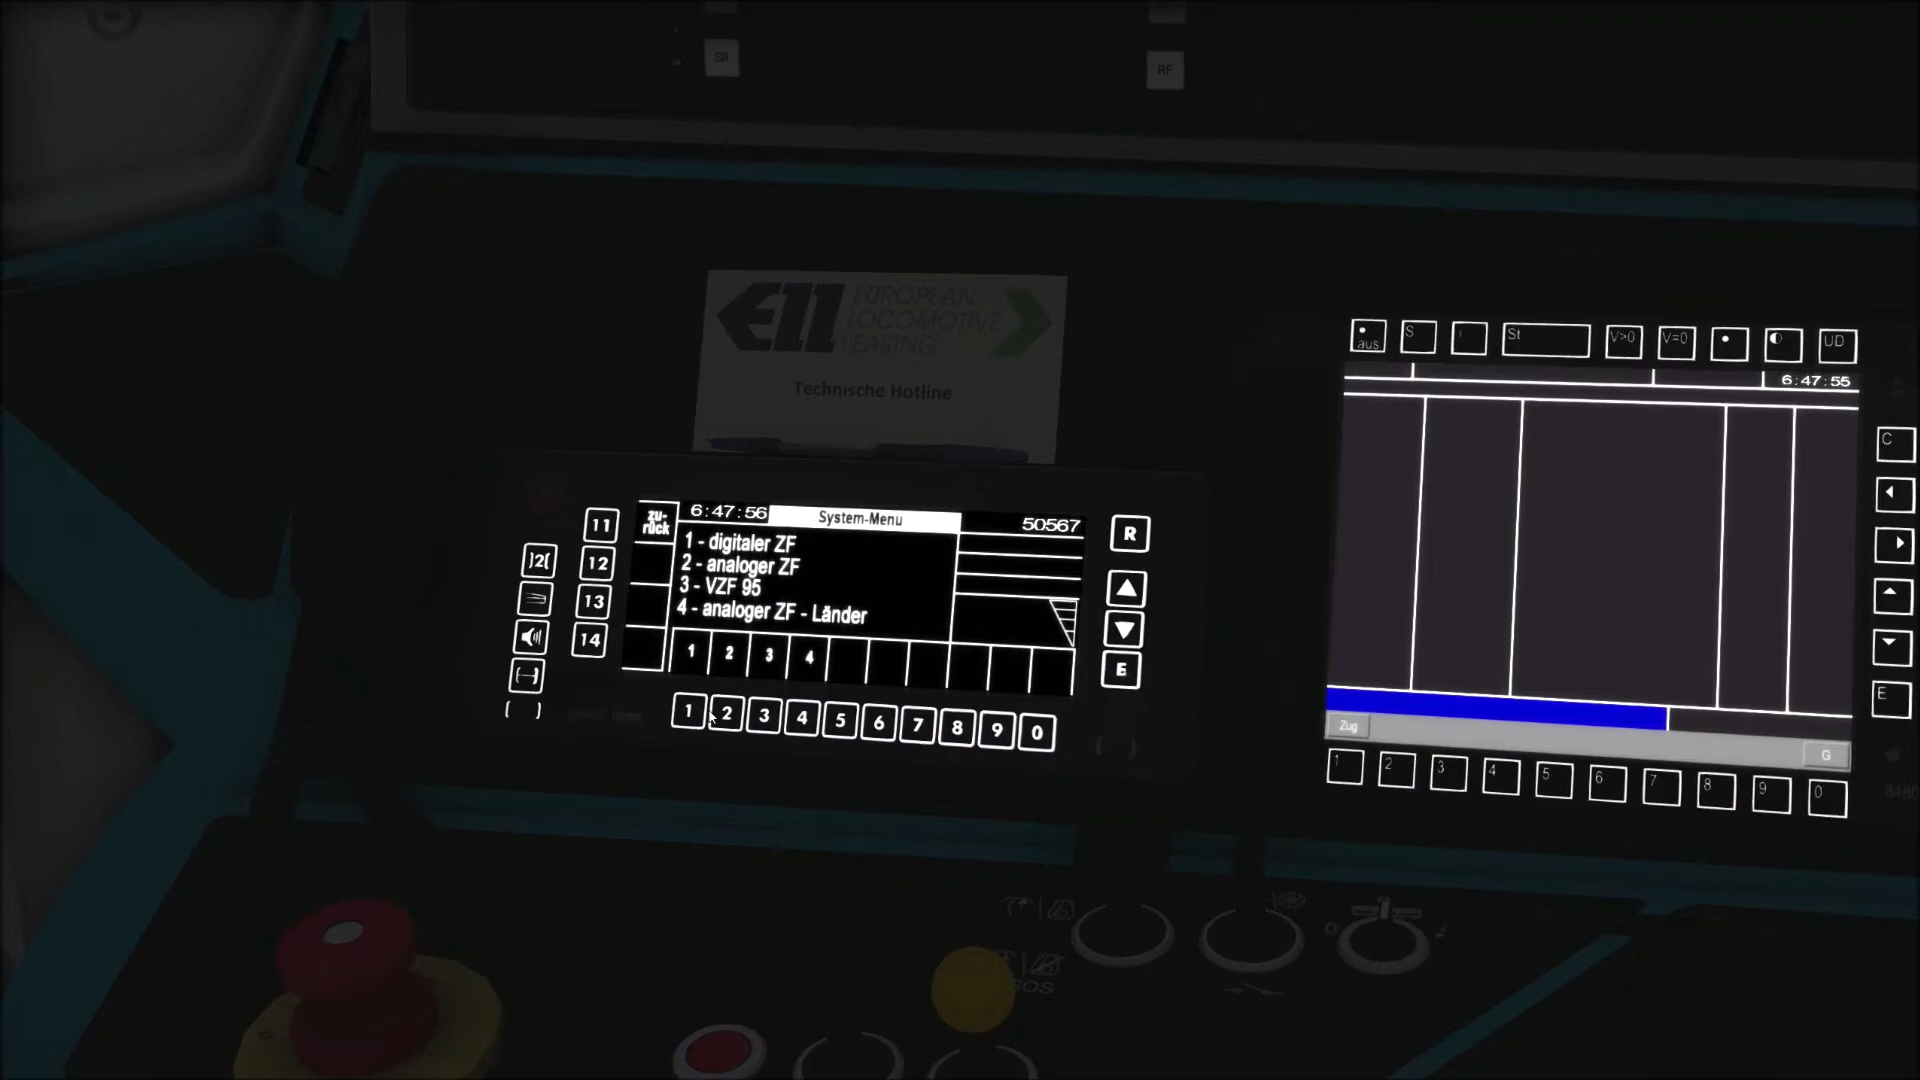 SR
RF
EUROPEAN
LOCOMOTIVE
LEASING
Technische Hotline
aus S St V>0 V=0 UD
6:47:55
C
E
Zug G
1 2 3 4 5 6 7 8 9 0
11
12
13
14
]2[
zu-
rück
6:47:56 System-Menu 50567
1 - digitaler ZF
2 - analoger ZF
3 - VZF 95
4 - analoger ZF - Länder
1 2 3 4
R
E
1 2 3 4 5 6 7 8 9 0
SOS